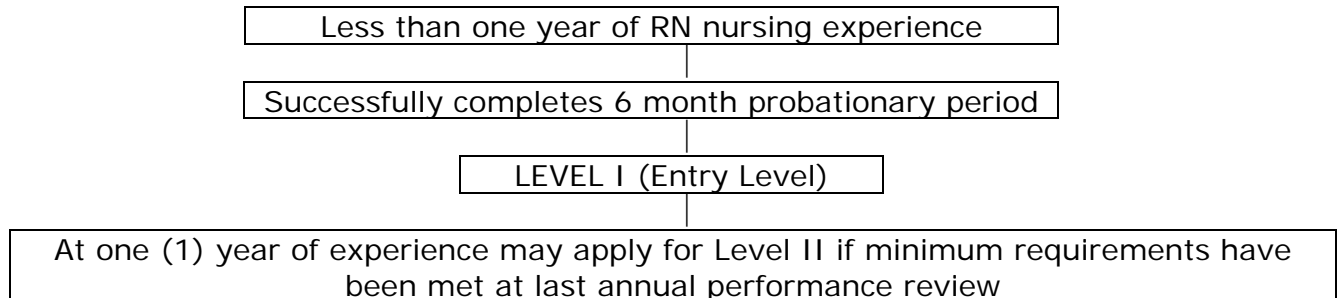 Less than one year of RN nursing experience
Successfully completes 6 month probationary period
LEVEL I (Entry Level)
At one (1) year of experience may apply for Level II if minimum requirements have
been met at last annual performance review